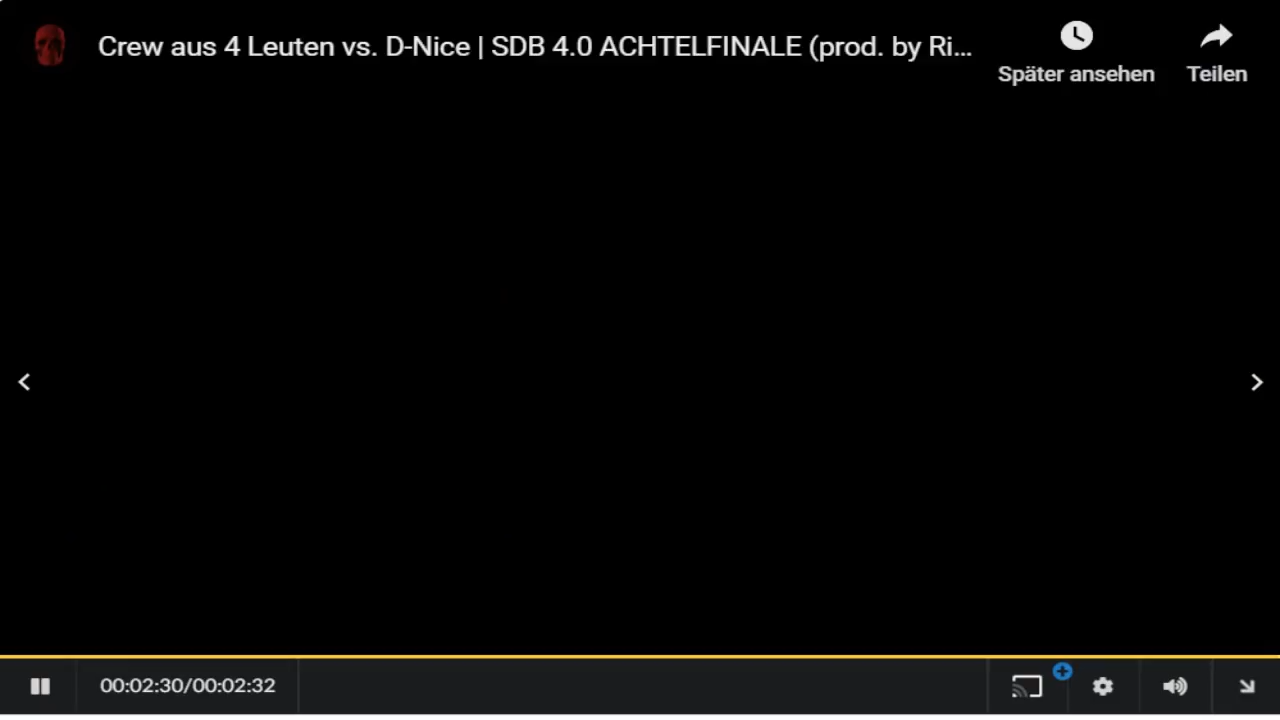 Crew aus 4 Leuten vs. D-Nice | SDB 4.0 ACHTELFINALE (prod. by Ri...
Später ansehen
Teilen
00:02:30/00:02:32